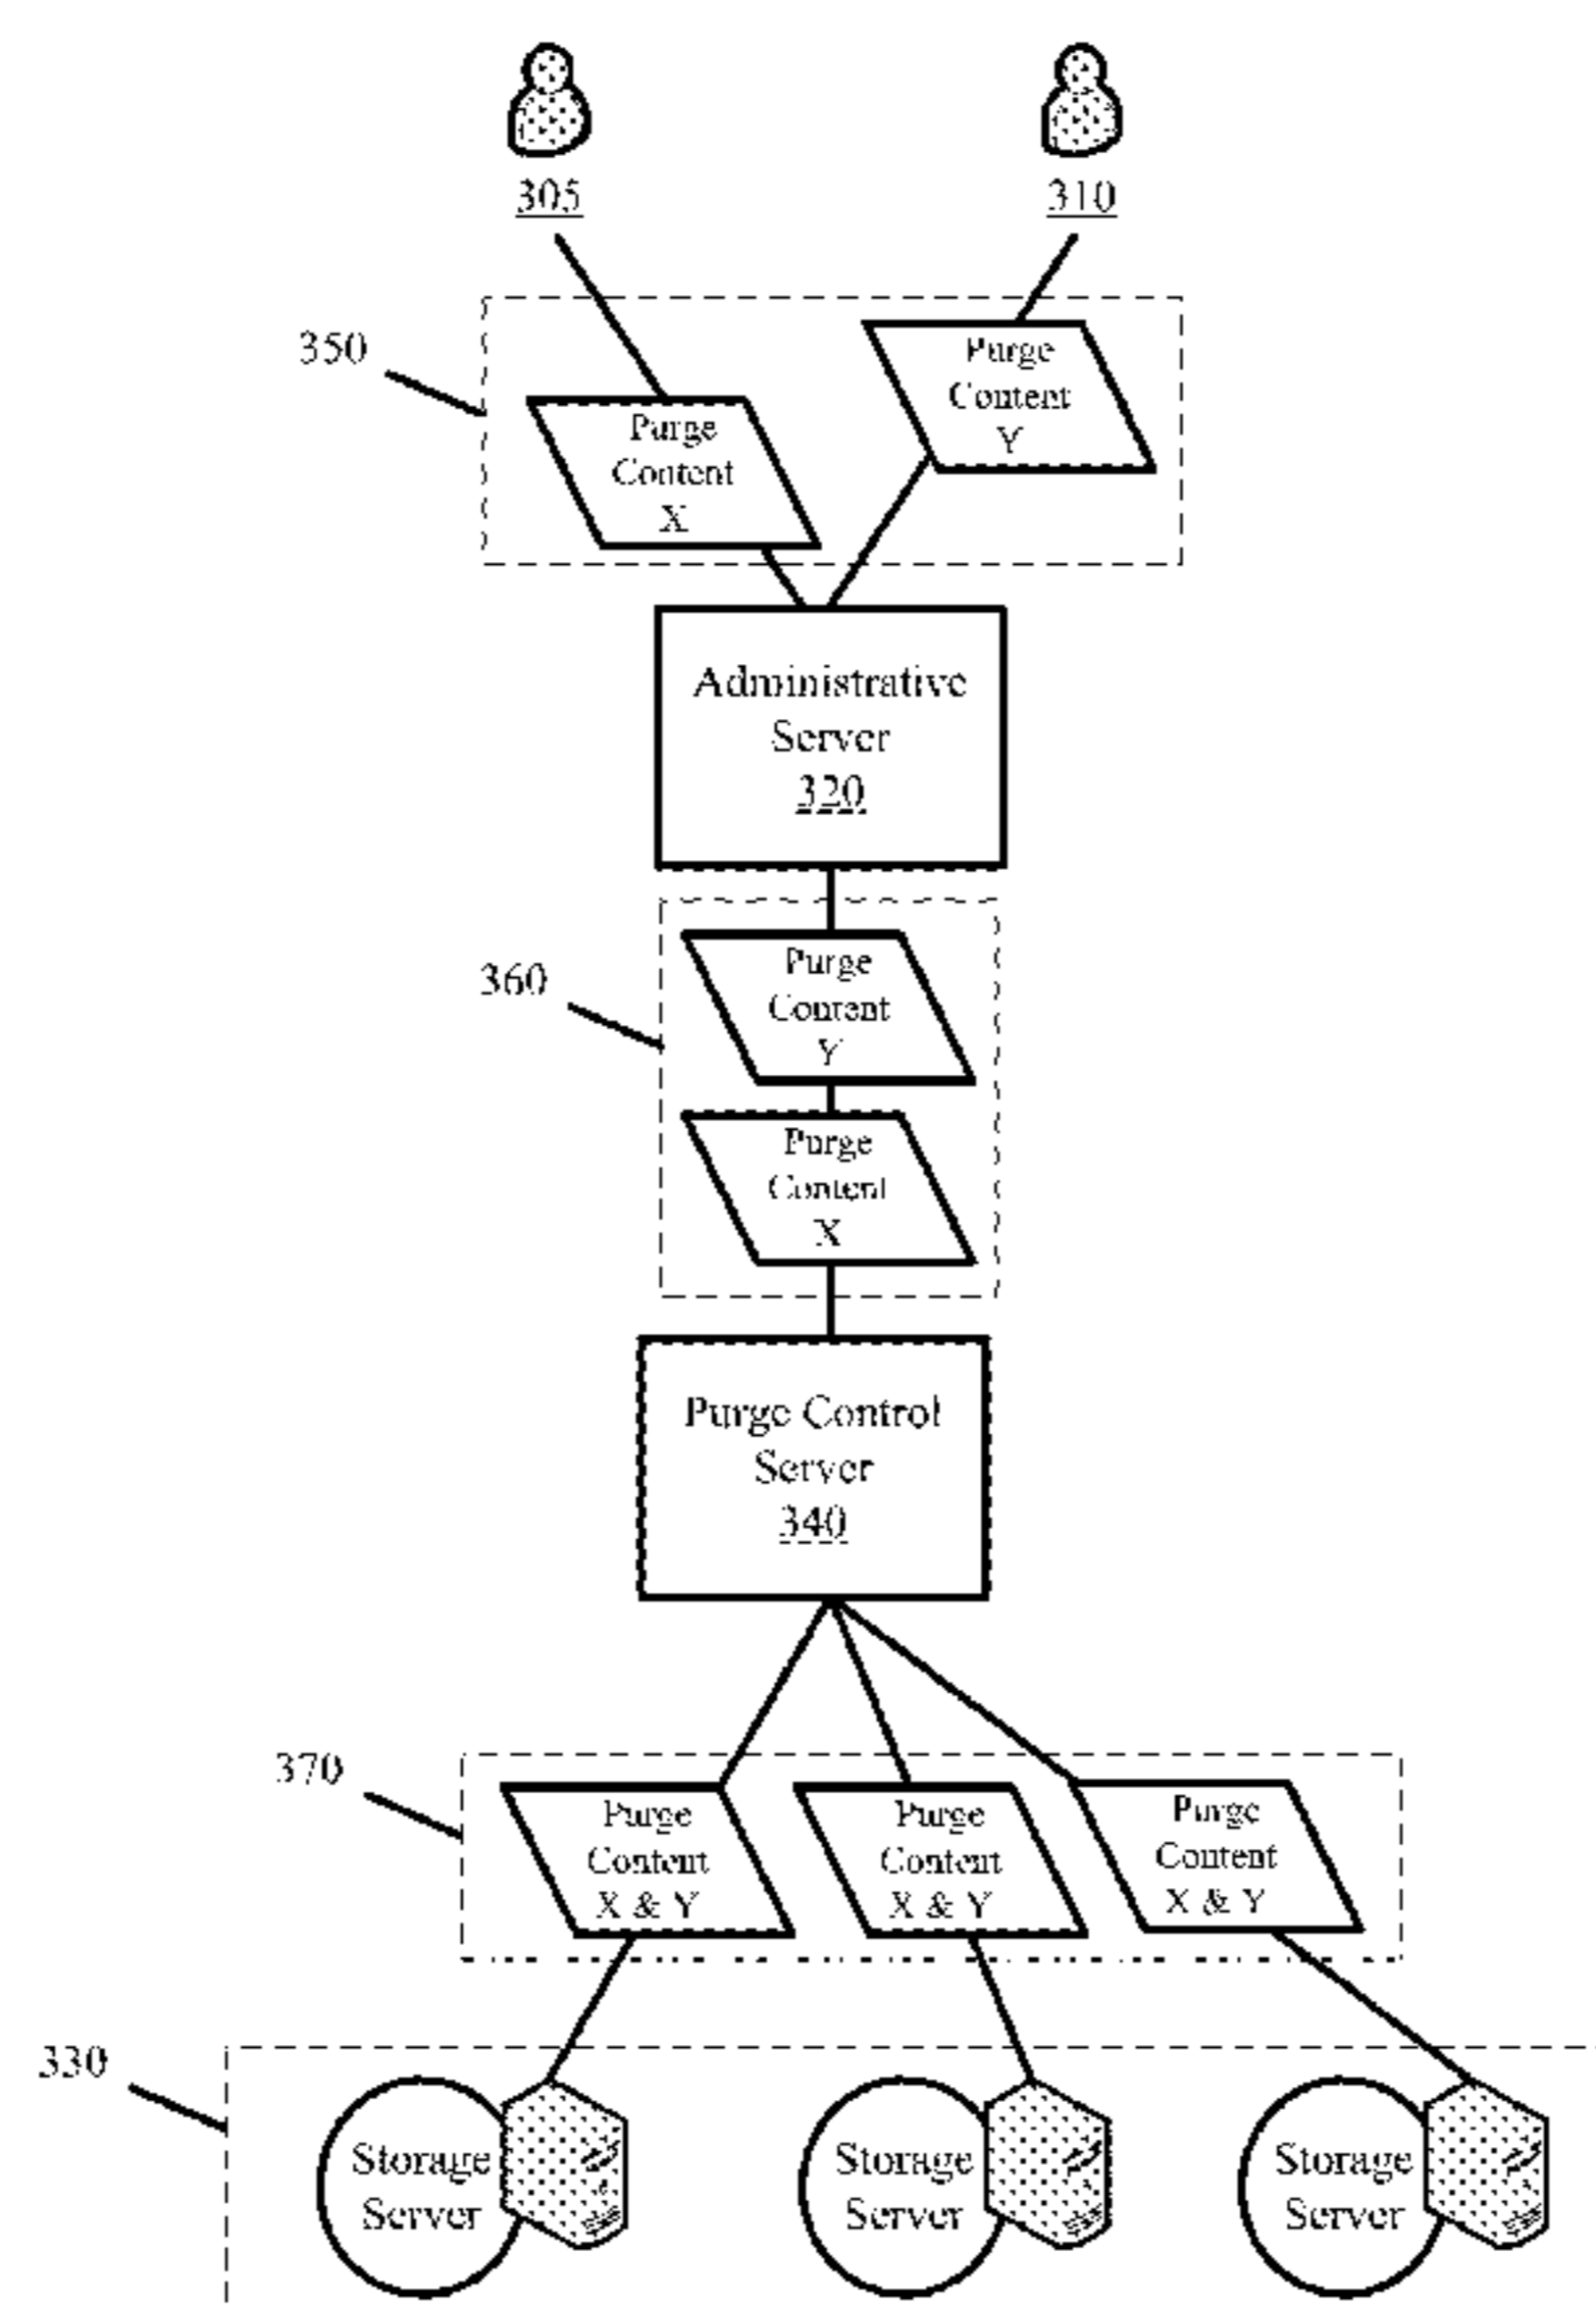 305
310
350
Purge
Content
Y
Purge
Content
X
Administrative
Server
320
360
Purge
Content
Y
Purge
Content
X
Purge Control
Server
340
370
Purge
Content
X & Y
Purge
Content
X & Y
Purge
Content
X & Y
330
Storage
Server
Storage
Server
Storage
Server